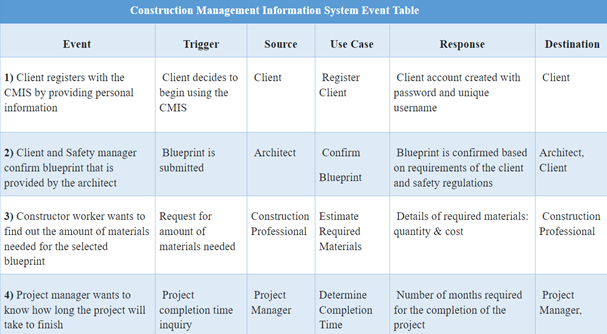 Construction Management Information System Event Table
Event Trigger Source Use Case Response Destination
1) Client registers with the
CMIS by providing personal
information
Client decides to
begin using the
CMIS
Client
Register
Client
Client account created with
password and unique
username
Client
2) Client and Safety manager
confirm blueprint that is
provided by the architect
Blueprint is
submitted
Architect
Confirm
Blueprint
Blueprint is confirmed based
on requirements of the client
and safety regulations
Architect,
Client
3) Constructor worker wants to
find out the amount of materials
needed for the selected
blueprint
Request for
amount of
materials needed
Construction
Professional
Estimate
Required
Materials
Details of required materials:
quantity & cost
Construction
Professional
4) Project manager wants to
know how long the project will
take to finish
Project
completion time
inquiry
Project
Manager
Determine
Completion
Time
Number of months required
for the completion of the
project
Project
Manager,